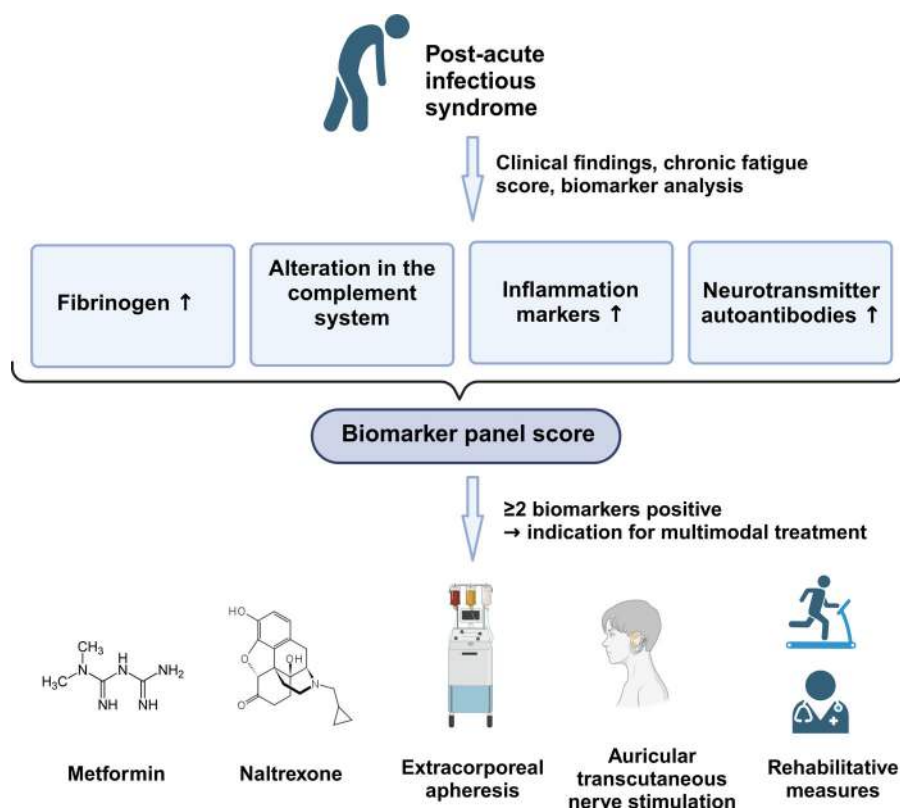 Post-acute
infectious
syndrome
Clinical findings, chronic fatigue
score, biomarker analysis
Fibrinogen ↑
Alteration in the
complement
system
Inflammation
markers ↑
Neurotransmitter
autoantibodies ↑
Biomarker panel score
≥2 biomarkers positive
→ indication for multimodal treatment
CH₃
H₃C
N
H
N
NH₂
NH
NH
HO
O
OH
N
O
Metformin
Naltrexone
Extracorporeal
apheresis
Auricular
transcutaneous
nerve stimulation
Rehabilitative
measures